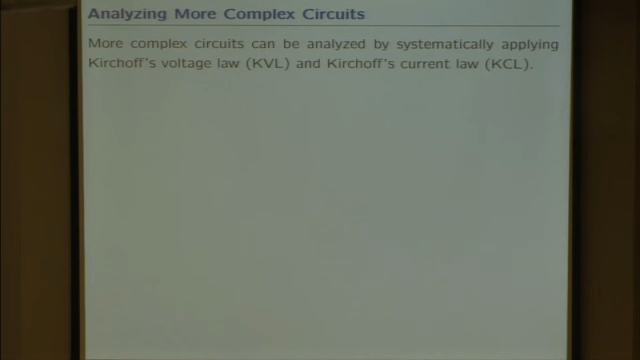 Analyzing More Complex Circuits
More complex circuits can be analyzed by systematically applying
Kirchoff's voltage law (KVL) and Kirchoff's current law (KCL).